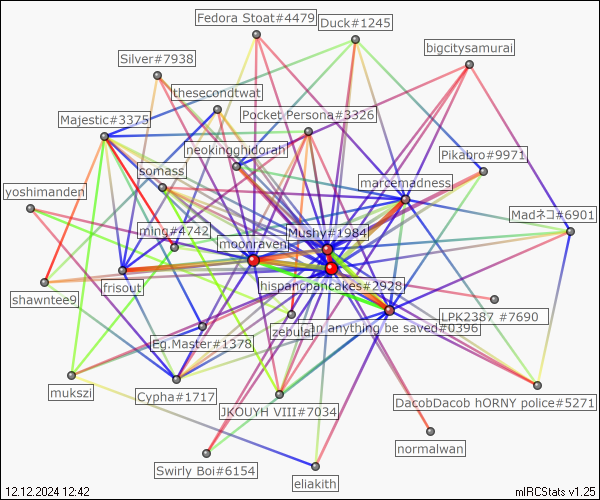 Fedora Stoat#4479
Duck#1245
bigcitysamurai
Silver#7938
thesecondtwat
Pocket Persona#3326
Majestic#3375
neokingghidorah
Pikabro#9971
somass
marcemadness
yoshimanden
Madネコ#6901
ming#4742
Mushy#1984
moonraven
shawntee9
frisout
hispancpancakes#2928
LPK2387 #7690
an anything be saved#0396
zebula
Eg.Master#1378
mukszi
Cypha#1717
JKOUYH VIII#7034
DacobDacob hORNY police#5271
normalwan
Swirly Boi#6154
eliakith
12.12.2024 12:42
mIRCStats v1.25